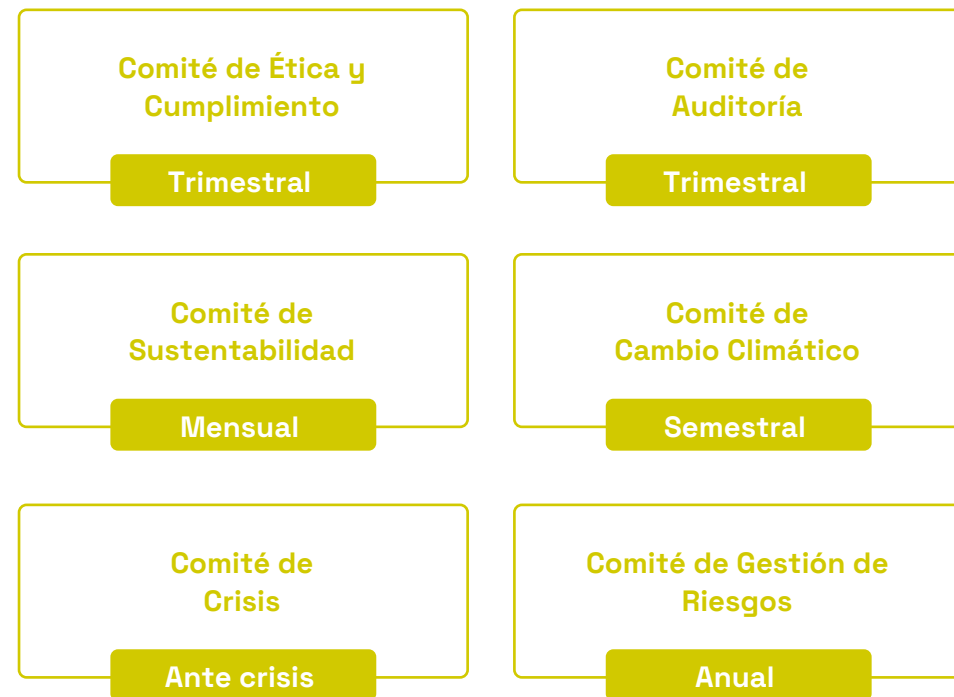 Comité de Ética y
Cumplimiento
Trimestral
Comité de
Auditoría
Trimestral
Comité de
Sustentabilidad
Mensual
Comité de
Cambio Climático
Semestral
Comité de
Crisis
Ante crisis
Comité de Gestión de
Riesgos
Anual